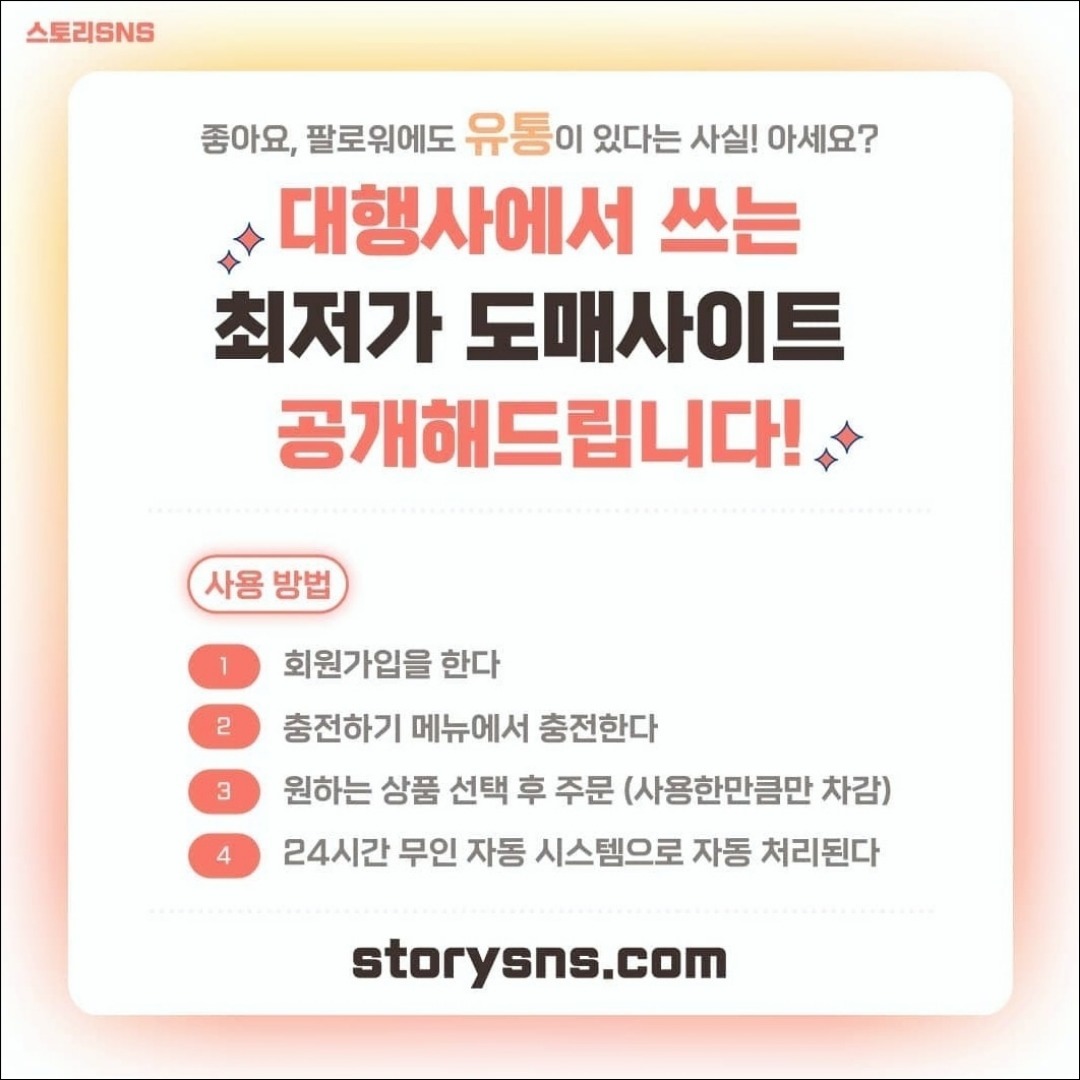 스토리SNS
좋아요, 팔로워에도 유통이 있다는 사실! 아세요?
대행사에서 쓰는
최저가 도매사이트
공개해드립니다!
사용 방법
1 회원가입을 한다
2 충전하기 메뉴에서 충전한다
3 원하는 상품 선택 후 주문 (사용한만큼만 차감)
4 24시간 무인 자동 시스템으로 자동 처리된다
storysns.com